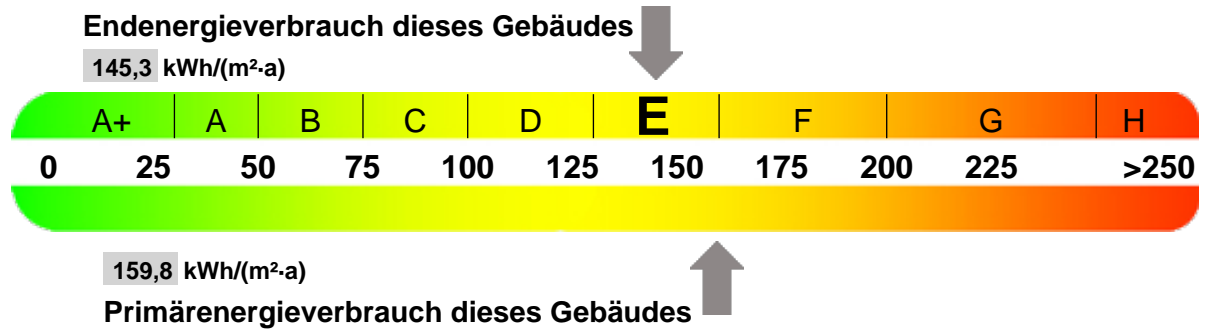 Endenergieverbrauch dieses Gebäudes
145,3 kWh/(m²·a)
A+ A B C D E F G H
0 25 50 75 100 125 150 175 200 225 >250
159,8 kWh/(m²·a)
Primärenergieverbrauch dieses Gebäudes